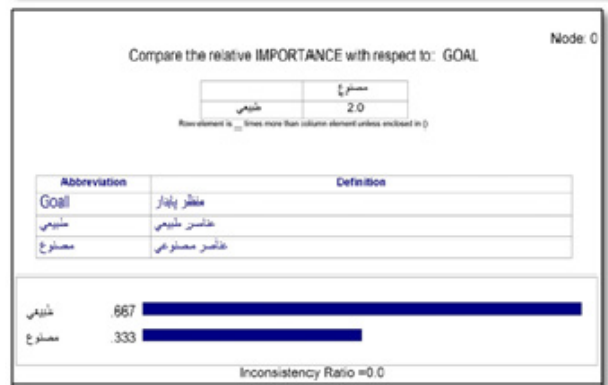 Node: 0
Compare the relative IMPORTANCE with respect to: GOAL
مصنوع
طبیعی 2.0
Row element is __ times more than column element unless enclosed in ()
Abbreviation Definition
Goal منظر پایدار
طبیعی عناصر طبیعی
مصنوع عناصر مصنوعی
طبیعی .667
مصنوع .333
Inconsistency Ratio =0.0